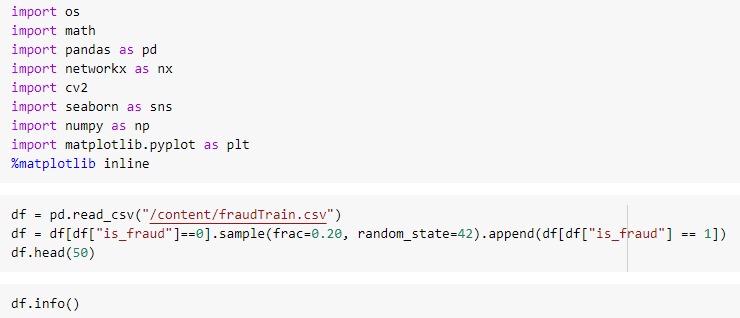 import os
import math
import pandas as pd
import networkx as nx
import cv2
import seaborn as sns
import numpy as np
import matplotlib.pyplot as plt
%matplotlib inline
df = pd.read_csv("/content/fraudTrain.csv")
df = df[df["is_fraud"]==0].sample(frac=0.20, random_state=42).append(df[df["is_fraud"] == 1])
df.head(50)
df.info()